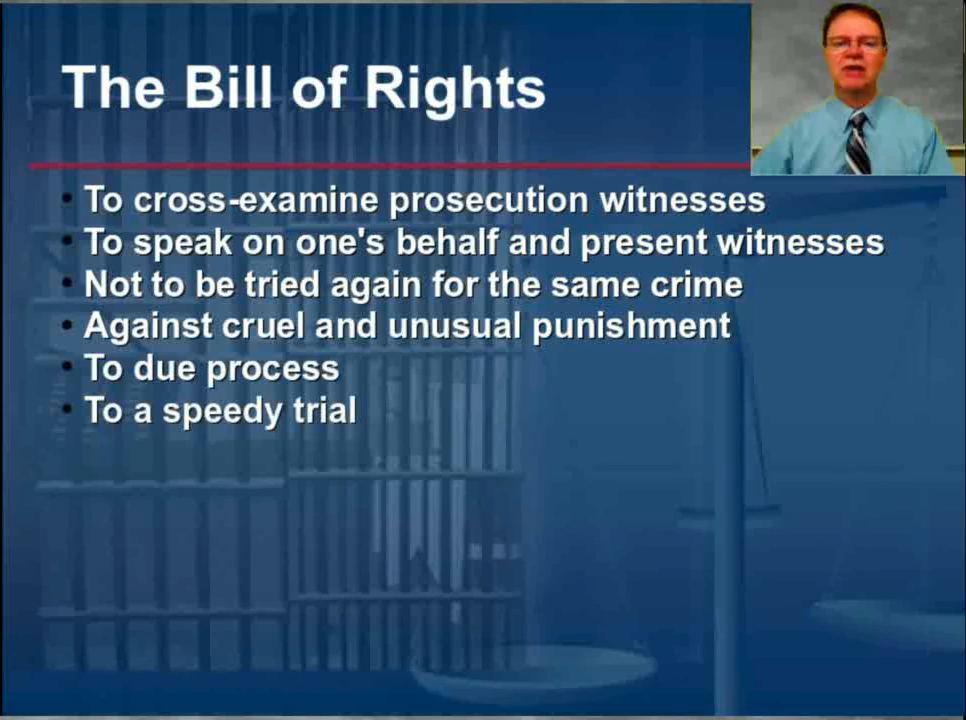 The Bill of Rights
• To cross-examine prosecution witnesses
• To speak on one's behalf and present witnesses
• Not to be tried again for the same crime
• Against cruel and unusual punishment
• To due process
• To a speedy trial